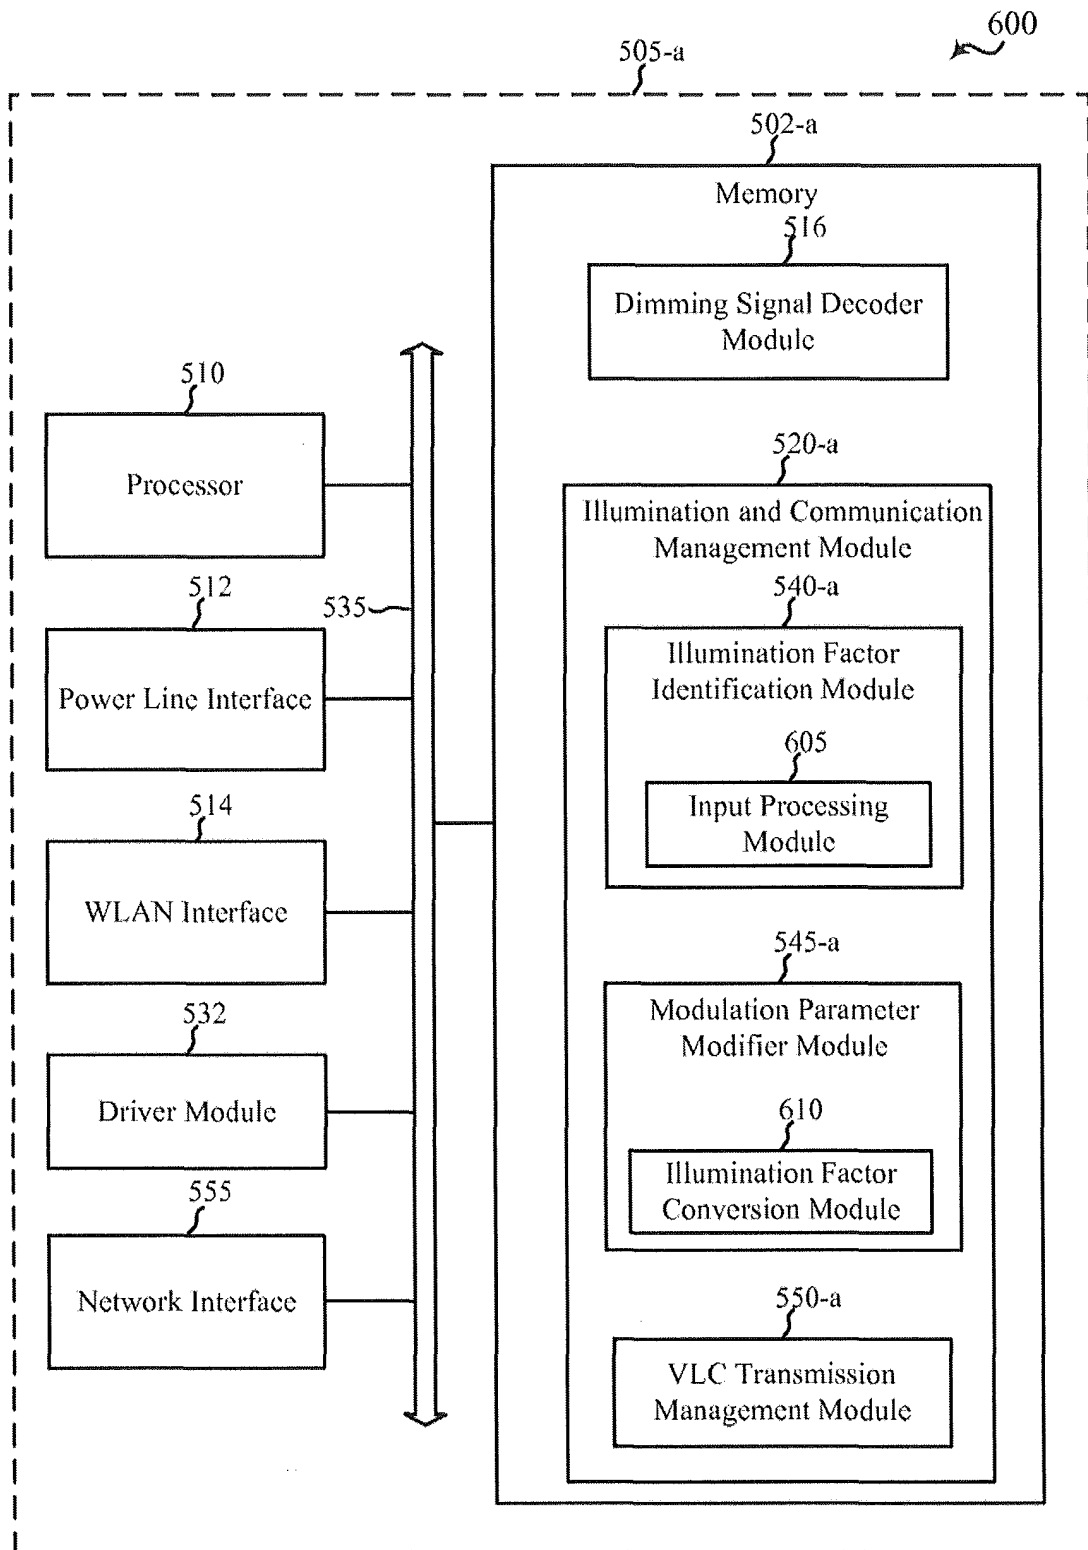 600
505-a
502-a
Memory
516
Dimming Signal Decoder
Module
510
Processor
520-a
Illumination and Communication
Management Module
512
Power Line Interface
535
540-a
Illumination Factor
Identification Module
605
Input Processing
Module
514
WLAN Interface
545-a
Modulation Parameter
Modifier Module
532
Driver Module
610
Illumination Factor
Conversion Module
555
Network Interface
550-a
VLC Transmission
Management Module